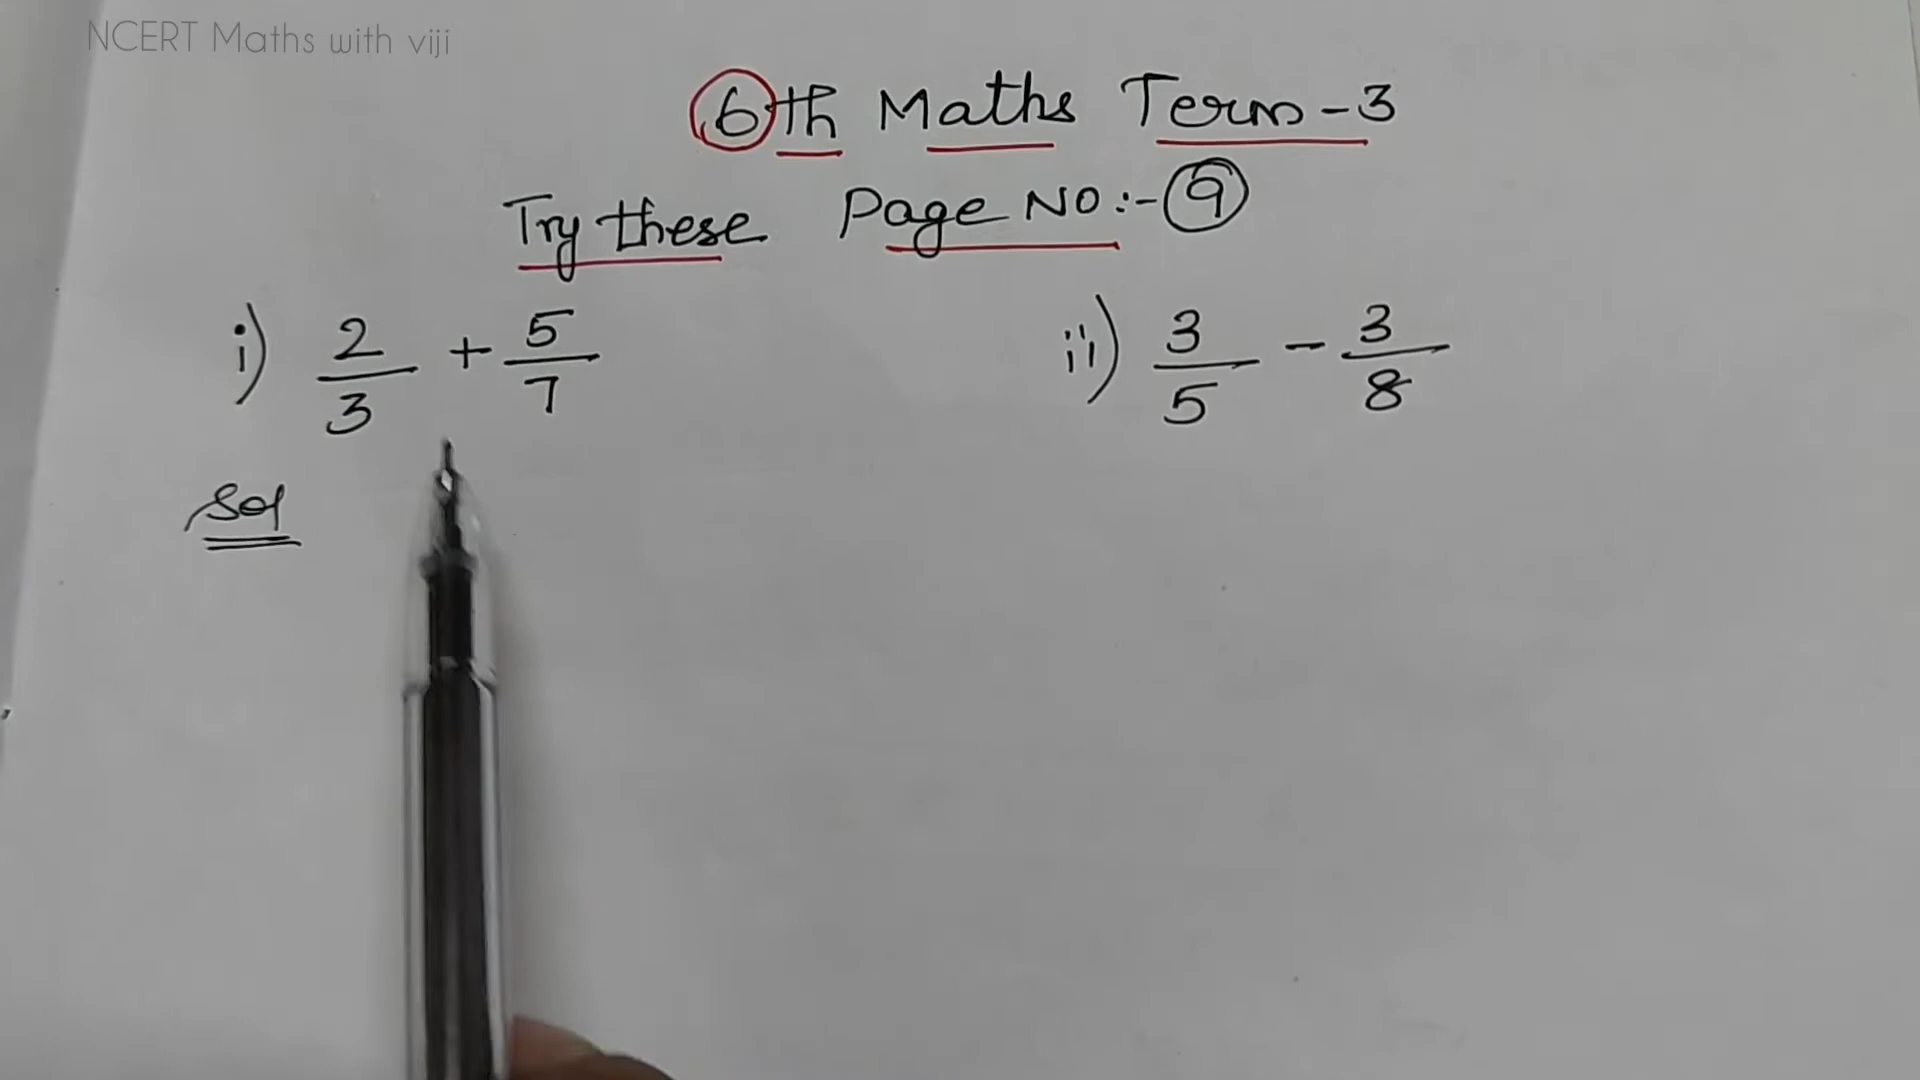 NCERT Maths with viji
6th Maths Term-3
Try these Page No:- 9
i) 2/3 + 5/7
ii) 3/5 - 3/8
Sol